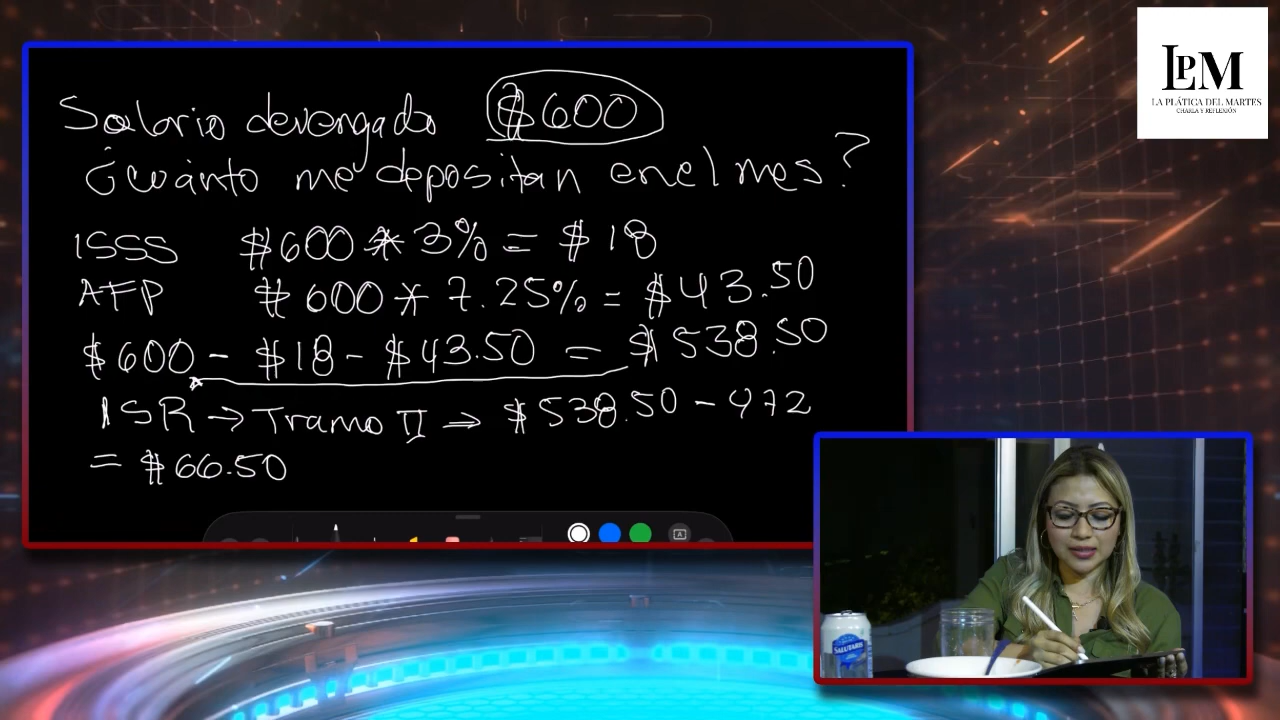 Salario devengado $600
¿cuánto me depositan en el mes?
ISSS $600 * 3% = $18
AFP $600 * 7.25% = $43.50
$600 - $18 - $43.50 = $538.50
ISR → Tramo II ⇒ $538.50 - 472
= $66.50
LPM
LA PLÁTICA DEL MARTES
CHARLA Y REFLEXIÓN
SALUTARIS